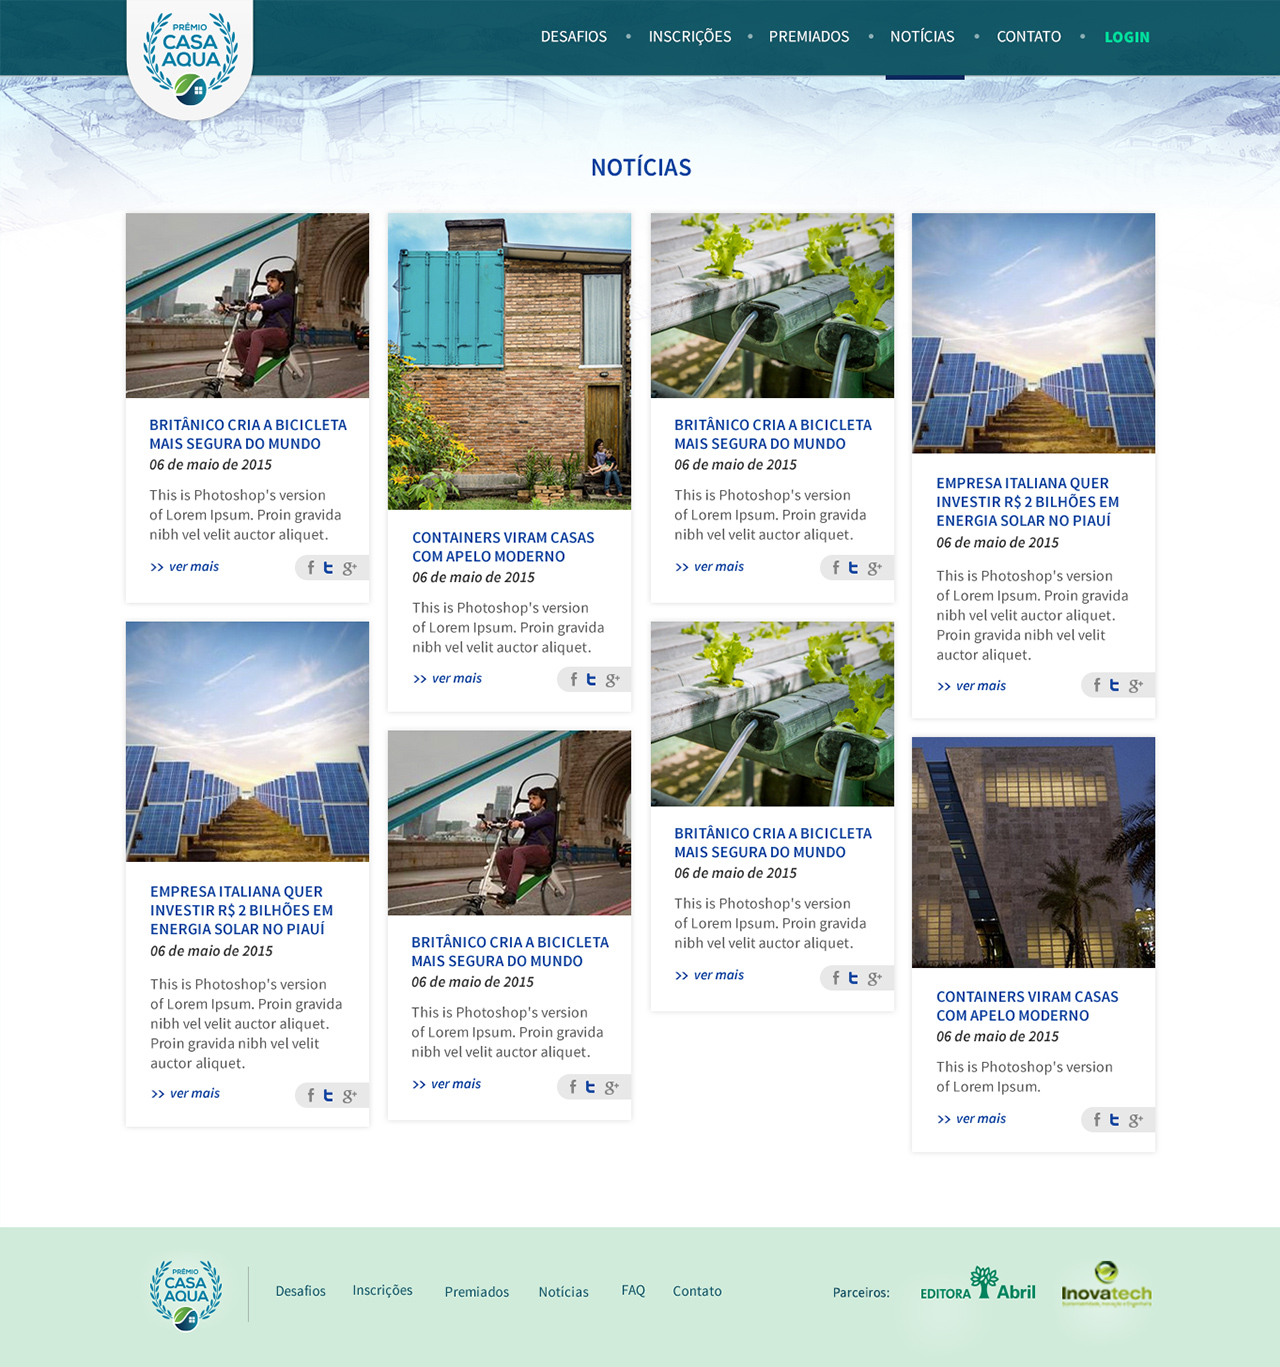 PRÊMIO
CASA
AQUA
DESAFIOS • INSCRIÇÕES • PREMIADOS • NOTÍCIAS • CONTATO • LOGIN
NOTÍCIAS
BRITÂNICO CRIA A BICICLETA
MAIS SEGURA DO MUNDO
06 de maio de 2015
This is Photoshop's version
of Lorem Ipsum. Proin gravida
nibh vel velit auctor aliquet.
>> ver mais
f t g+
EMPRESA ITALIANA QUER
INVESTIR R$ 2 BILHÕES EM
ENERGIA SOLAR NO PIAUÍ
06 de maio de 2015
This is Photoshop's version
of Lorem Ipsum. Proin gravida
nibh vel velit auctor aliquet.
Proin gravida nibh vel velit
auctor aliquet.
>> ver mais
f t g+
CONTAINERS VIRAM CASAS
COM APELO MODERNO
06 de maio de 2015
This is Photoshop's version
of Lorem Ipsum. Proin gravida
nibh vel velit auctor aliquet.
>> ver mais
f t g+
BRITÂNICO CRIA A BICICLETA
MAIS SEGURA DO MUNDO
06 de maio de 2015
This is Photoshop's version
of Lorem Ipsum. Proin gravida
nibh vel velit auctor aliquet.
>> ver mais
f t g+
BRITÂNICO CRIA A BICICLETA
MAIS SEGURA DO MUNDO
06 de maio de 2015
This is Photoshop's version
of Lorem Ipsum. Proin gravida
nibh vel velit auctor aliquet.
>> ver mais
f t g+
BRITÂNICO CRIA A BICICLETA
MAIS SEGURA DO MUNDO
06 de maio de 2015
This is Photoshop's version
of Lorem Ipsum. Proin gravida
nibh vel velit auctor aliquet.
>> ver mais
f t g+
EMPRESA ITALIANA QUER
INVESTIR R$ 2 BILHÕES EM
ENERGIA SOLAR NO PIAUÍ
06 de maio de 2015
This is Photoshop's version
of Lorem Ipsum. Proin gravida
nibh vel velit auctor aliquet.
Proin gravida nibh vel velit
auctor aliquet.
>> ver mais
f t g+
CONTAINERS VIRAM CASAS
COM APELO MODERNO
06 de maio de 2015
This is Photoshop's version
of Lorem Ipsum.
>> ver mais
f t g+
PRÊMIO
CASA
AQUA
Desafios Inscrições Premiados Notícias FAQ Contato
Parceiros:
EDITORA Abril
Inovatech